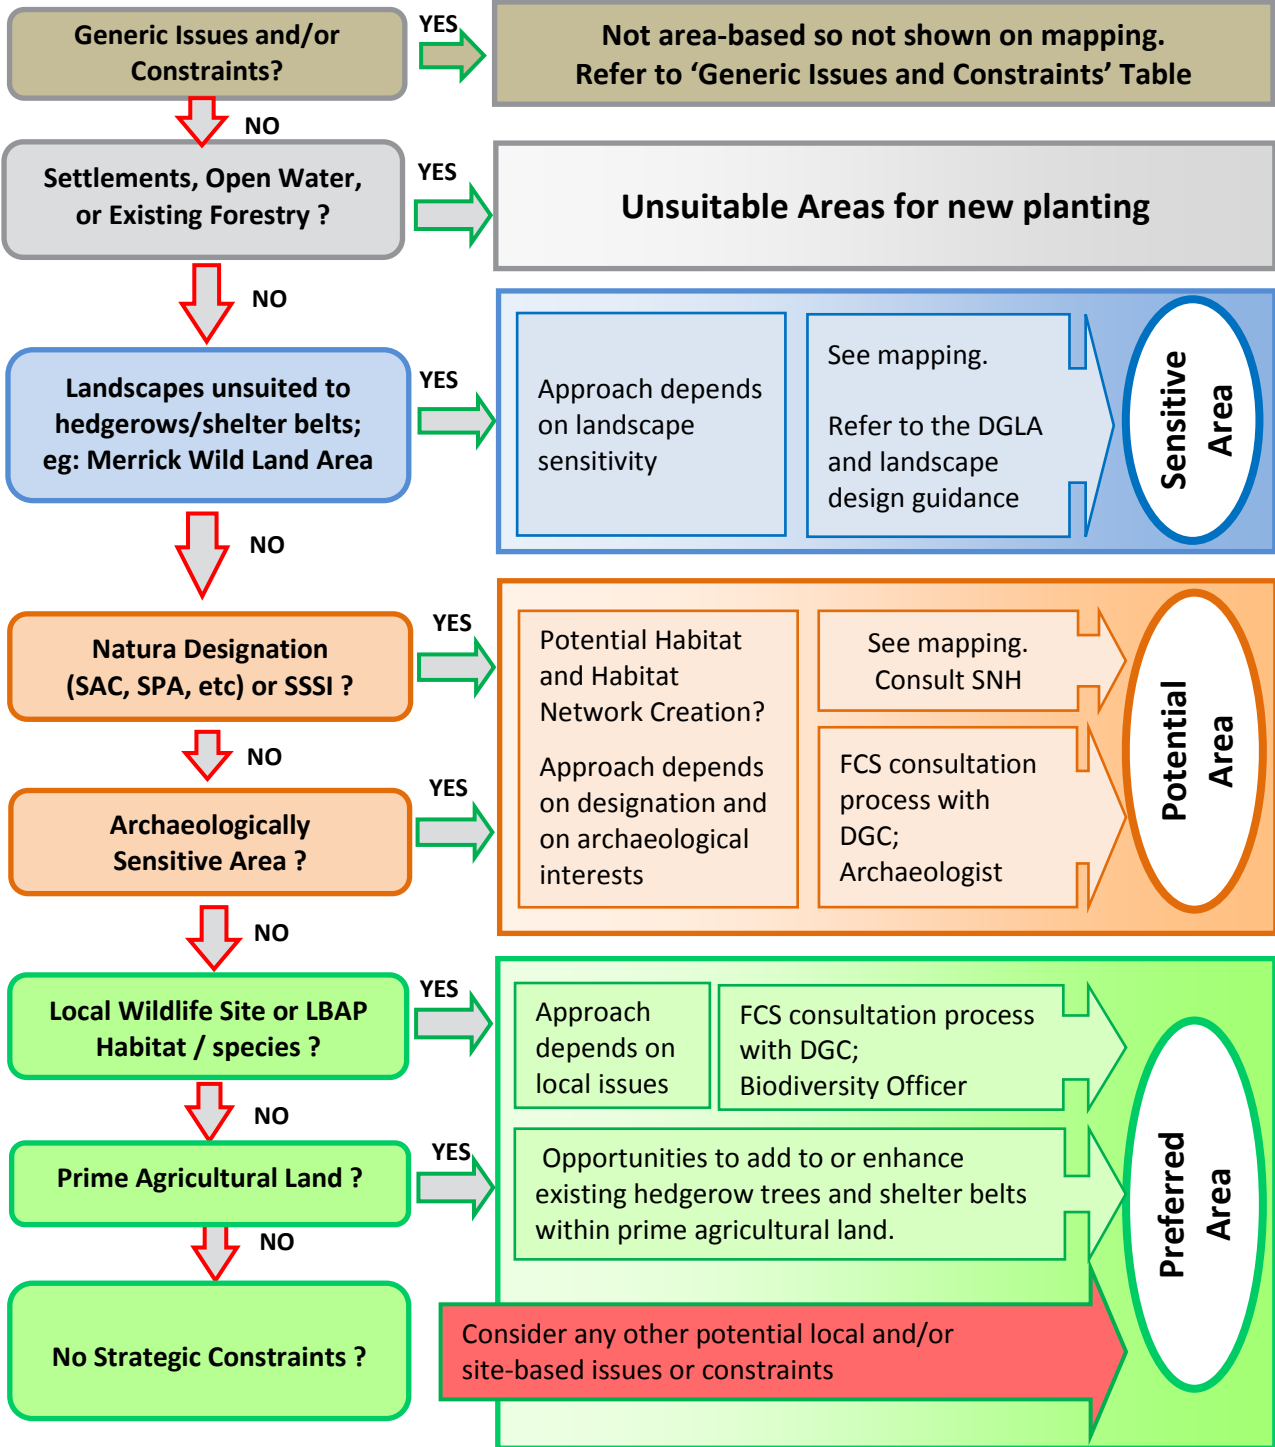 Generic Issues and/or
Constraints?
YES
Not area-based so not shown on mapping.
Refer to ‘Generic Issues and Constraints’ Table
NO
Settlements, Open Water,
or Existing Forestry ?
YES
Unsuitable Areas for new planting
NO
Landscapes unsuited to
hedgerows/shelter belts;
eg: Merrick Wild Land Area
YES
Approach depends
on landscape
sensitivity
See mapping.
Refer to the DGLA
and landscape
design guidance
Sensitive
Area
NO
Natura Designation
(SAC, SPA, etc) or SSSI ?
YES
Potential Habitat
and Habitat
Network Creation?
Approach depends
on designation and
on archaeological
interests
See mapping.
Consult SNH
NO
Archaeologically
Sensitive Area ?
YES
FCS consultation
process with
DGC;
Archaeologist
Potential
Area
NO
Local Wildlife Site or LBAP
Habitat / species ?
YES
Approach
depends on
local issues
FCS consultation process
with DGC;
Biodiversity Officer
NO
Prime Agricultural Land ?
YES
Opportunities to add to or enhance
existing hedgerow trees and shelter belts
within prime agricultural land.
Preferred
Area
NO
No Strategic Constraints ?
Consider any other potential local and/or
site-based issues or constraints